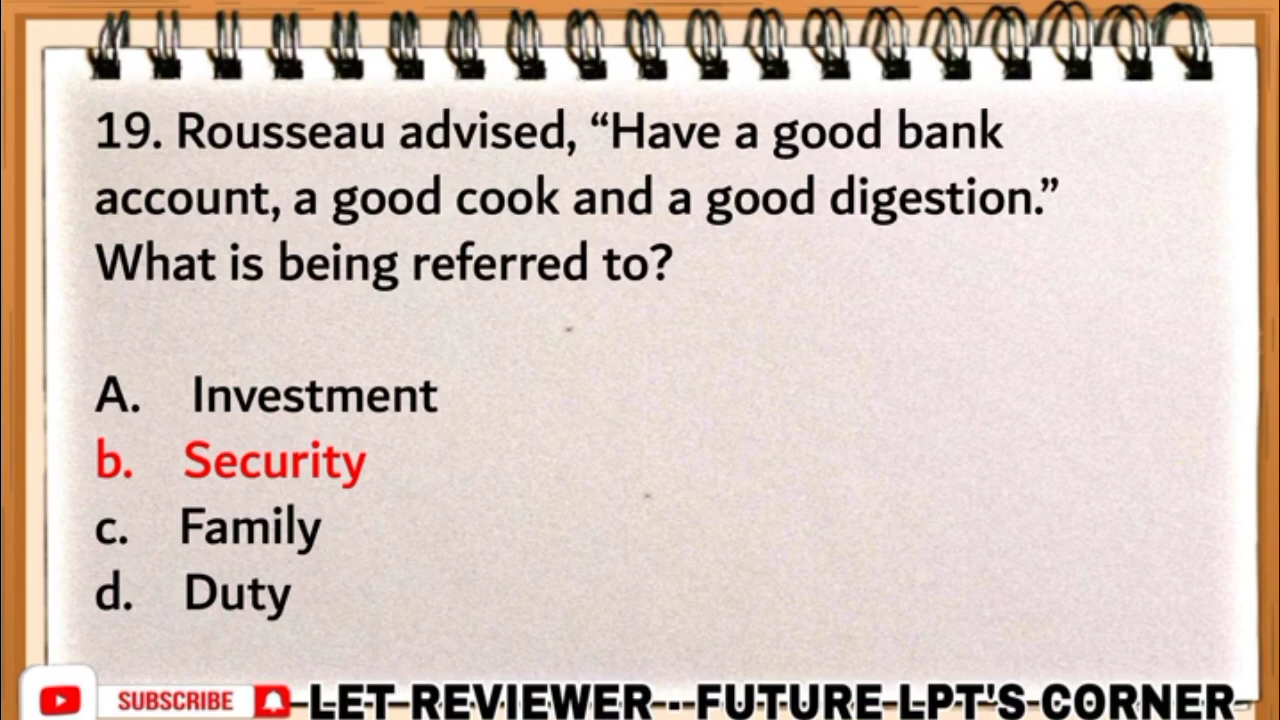 19. Rousseau advised, “Have a good bank
account, a good cook and a good digestion.”
What is being referred to?
A. Investment
b. Security
c. Family
d. Duty
SUBSCRIBE
LET REVIEWER - FUTURE LPT'S CORNER